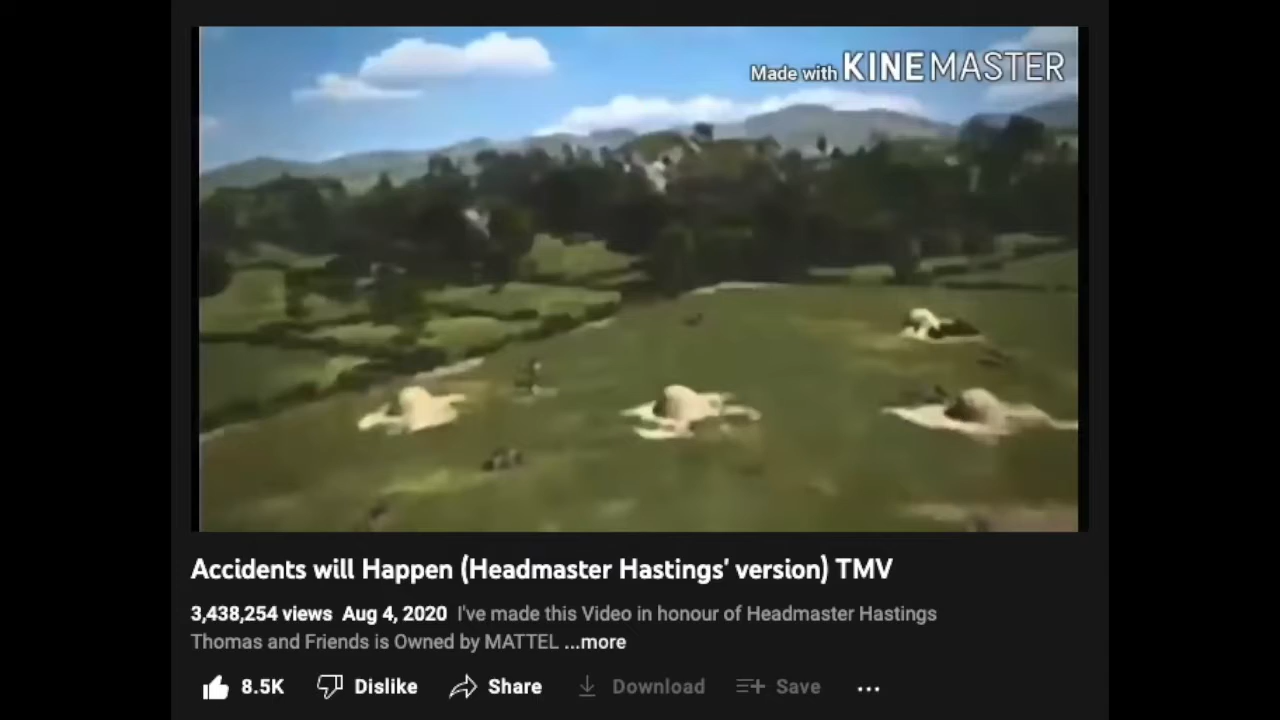 Made with KINEMASTER
Accidents will Happen (Headmaster Hastings' version) TMV
3,438,254 views Aug 4, 2020 I've made this Video in honour of Headmaster Hastings
Thomas and Friends is Owned by MATTEL ...more
8.5K Dislike Share Download Save